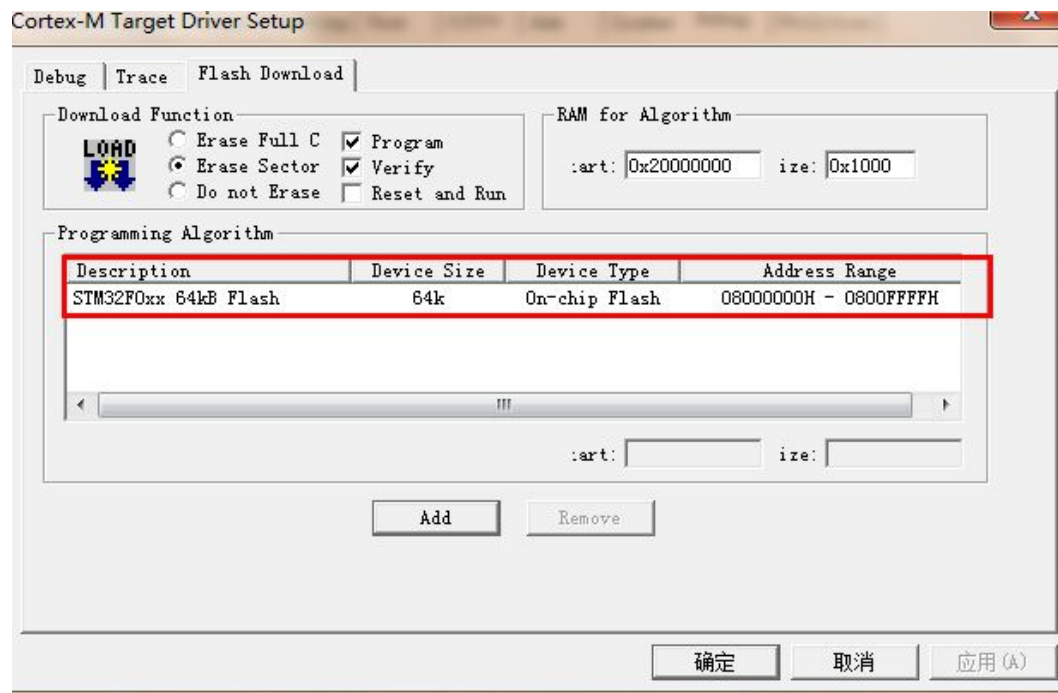 Cortex-M Target Driver Setup
Debug Trace Flash Download
Download Function
LOAD
Erase Full C
Erase Sector
Do not Erase
Program
Verify
Reset and Run
RAM for Algorithm
:art: 0x20000000 ize: 0x1000
Programming Algorithm
Description Device Size Device Type Address Range
STM32F0xx 64kB Flash 64k On-chip Flash 08000000H - 0800FFFFH
:art: ize:
Add Remove
确定 取消 应用(A)